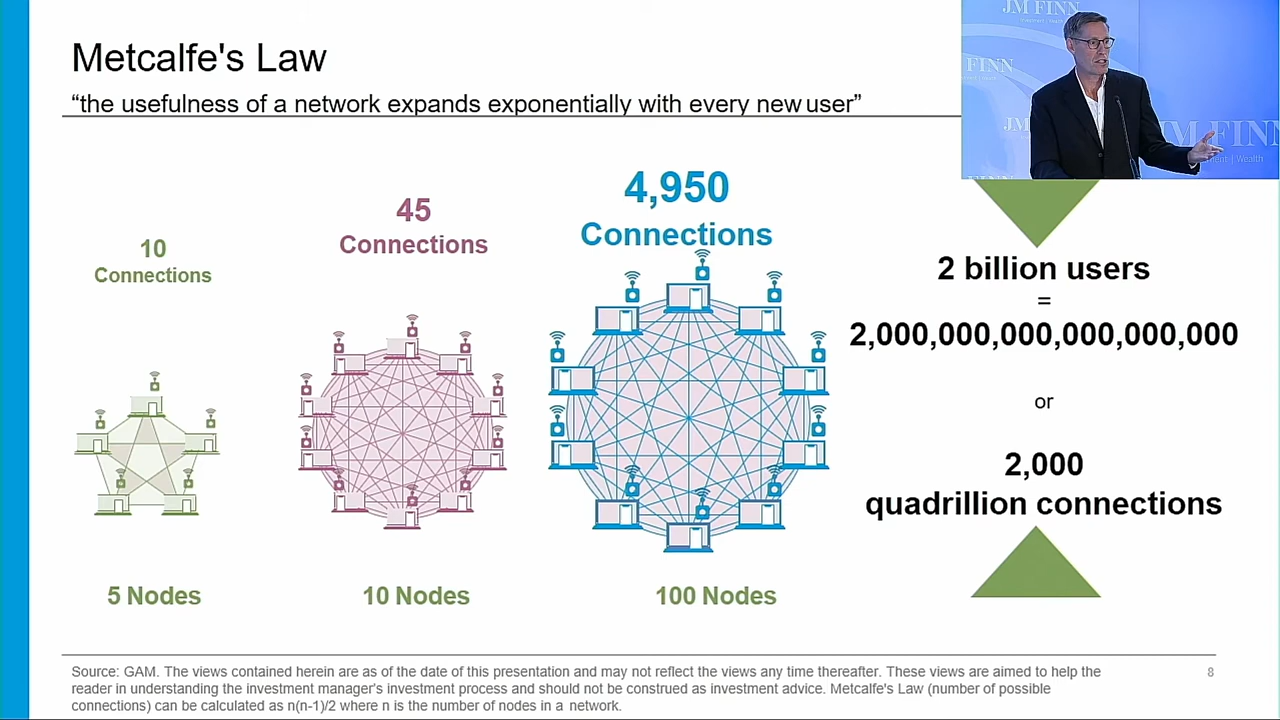 Metcalfe's Law
“the usefulness of a network expands exponentially with every new user”
JM FINN
Investment | Wealth
FINN
JM
JM FINN
ent | Wealth
10
Connections
45
Connections
4,950
Connections
2 billion users
=
2,000,000,000,000,000,000
or
2,000
quadrillion connections
5 Nodes
10 Nodes
100 Nodes
Source: GAM. The views contained herein are as of the date of this presentation and may not reflect the views any time thereafter. These views are aimed to help the
reader in understanding the investment manager's investment process and should not be construed as investment advice. Metcalfe's Law (number of possible
connections) can be calculated as n(n-1)/2 where n is the number of nodes in a network.
8